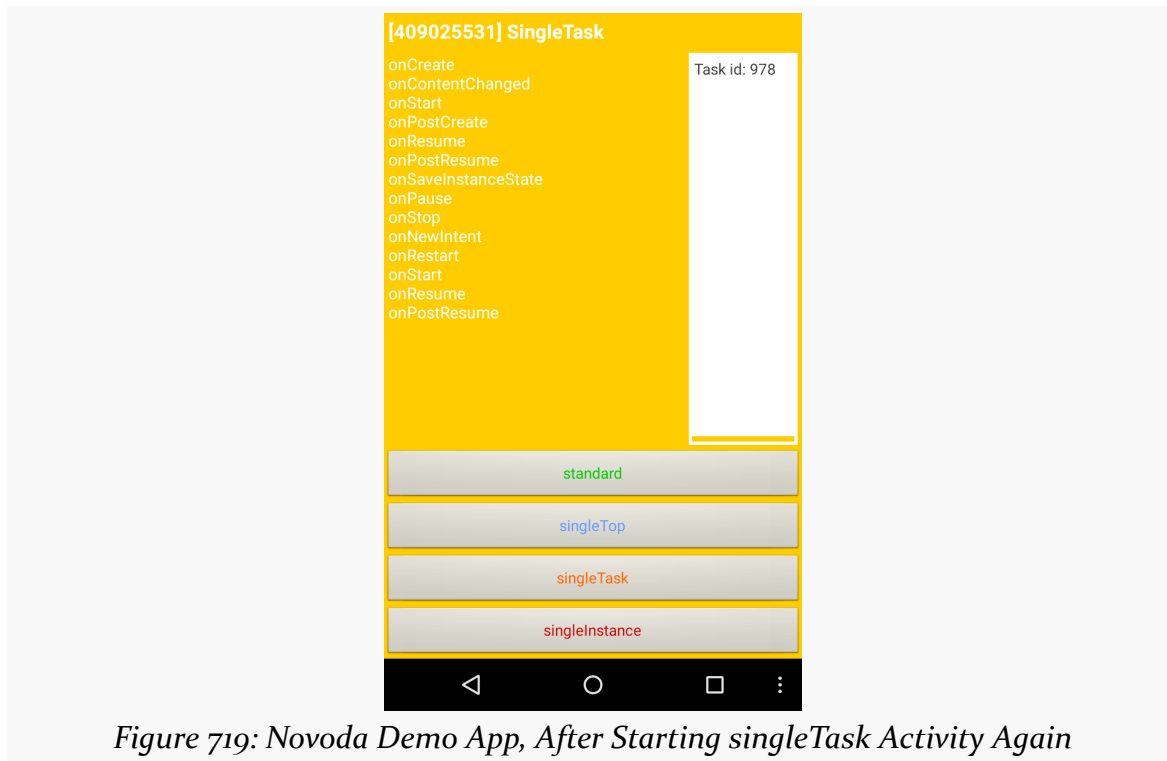 [409025531] SingleTask
onCreate
onContentChanged
onStart
onPostCreate
onResume
onPostResume
onSaveInstanceState
onPause
onStop
onNewIntent
onRestart
onStart
onResume
onPostResume
Task id: 978
standard
singleTop
singleTask
singleInstance
Figure 719: Novoda Demo App, After Starting singleTask Activity Again